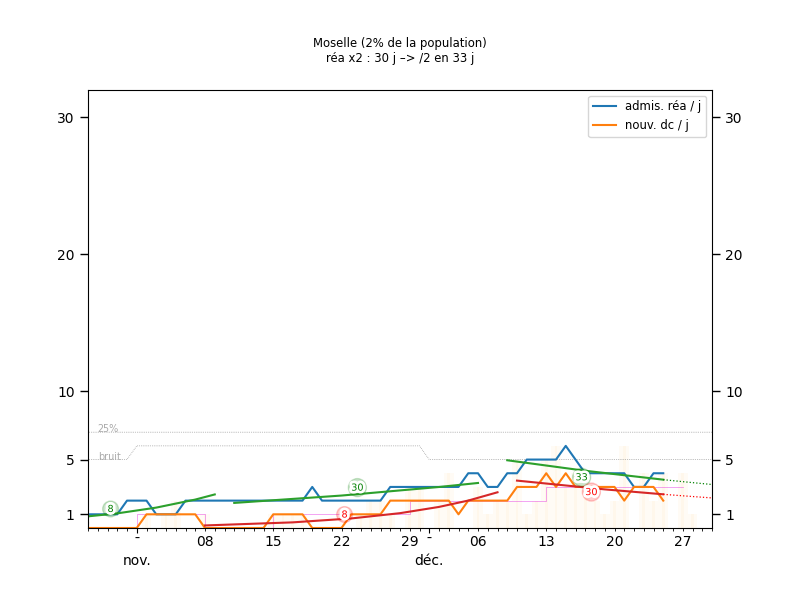 Moselle (2% de la population)
réa x2 : 30 j –> /2 en 33 j
admis. réa / j
nouv. dc / j
30
30
20
20
10
10
25%
bruit
5
5
1
1
8
30
8
33
30
- 08 15 22 29 - 06 13 20 27
nov. déc.